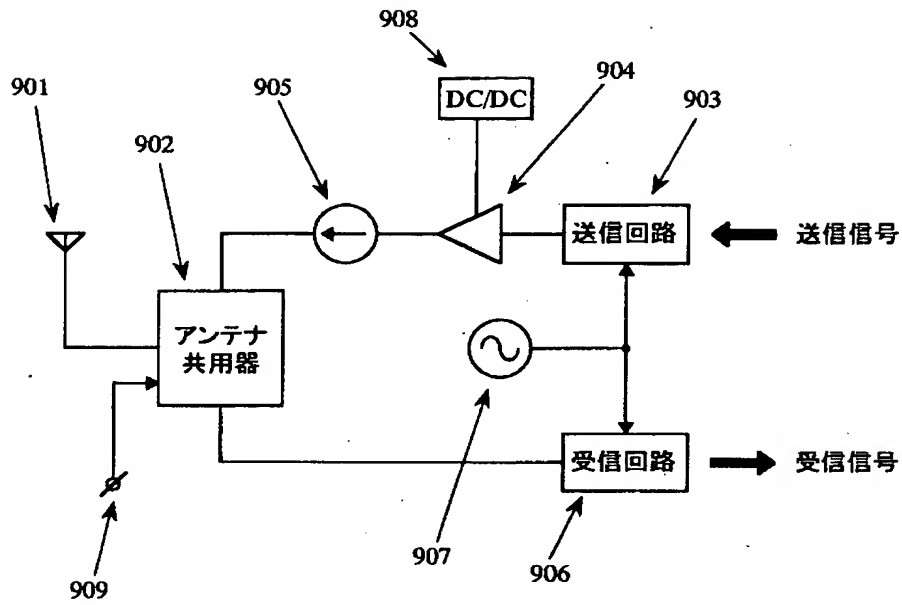 908
904
901
905
903
DC/DC
902
送信回路
送信信号
アンテナ
共用器
受信回路
受信信号
907
906
909